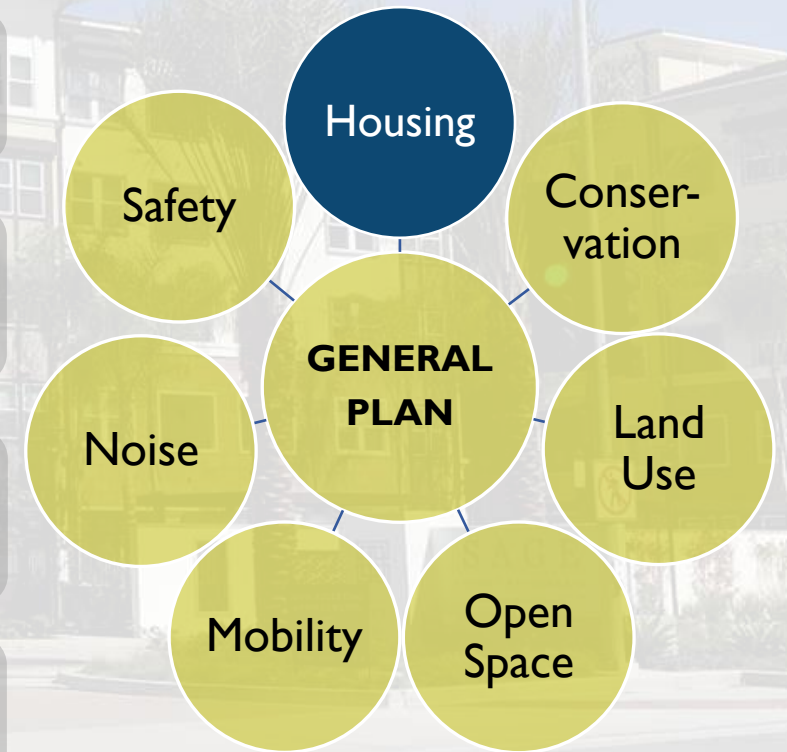 Housing
Conser-
vation
Land
Use
Open
Space
Mobility
Noise
Safety
GENERAL
PLAN